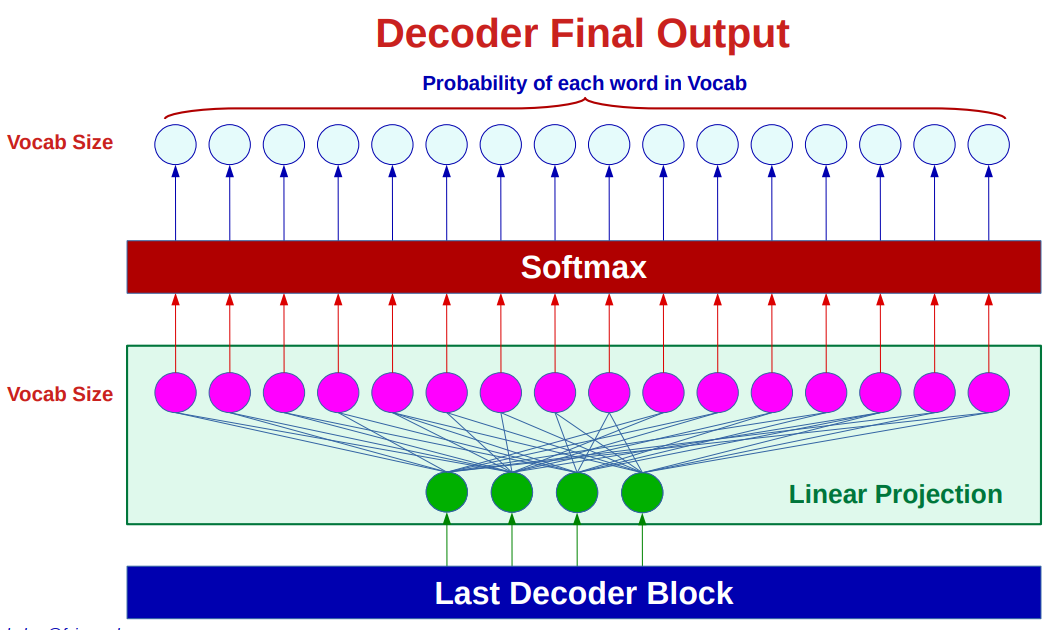 Decoder Final Output
Probability of each word in Vocab
Vocab Size
Softmax
Vocab Size
Linear Projection
Last Decoder Block